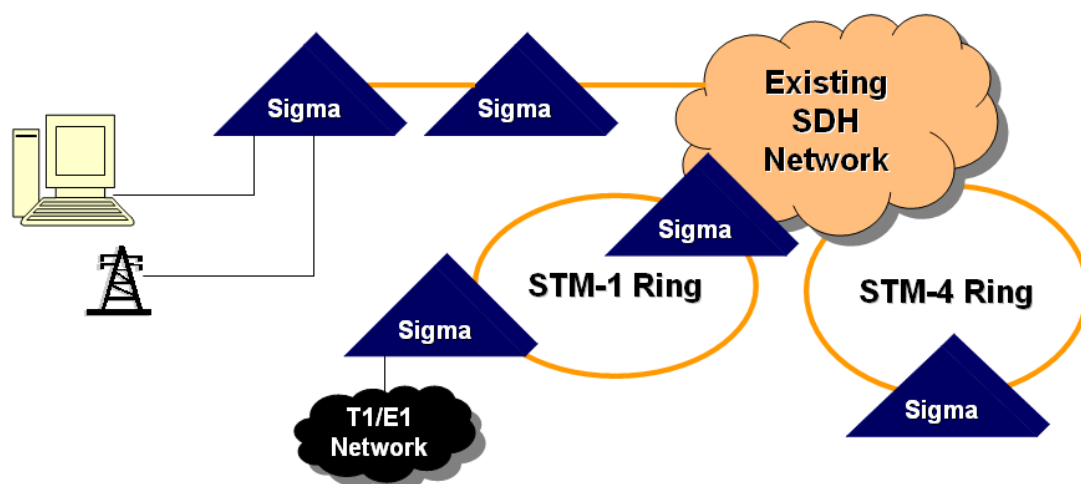 Sigma
Sigma
Existing
SDH
Network
Sigma
STM-1 Ring
STM-4 Ring
Sigma
Sigma
T1/E1
Network